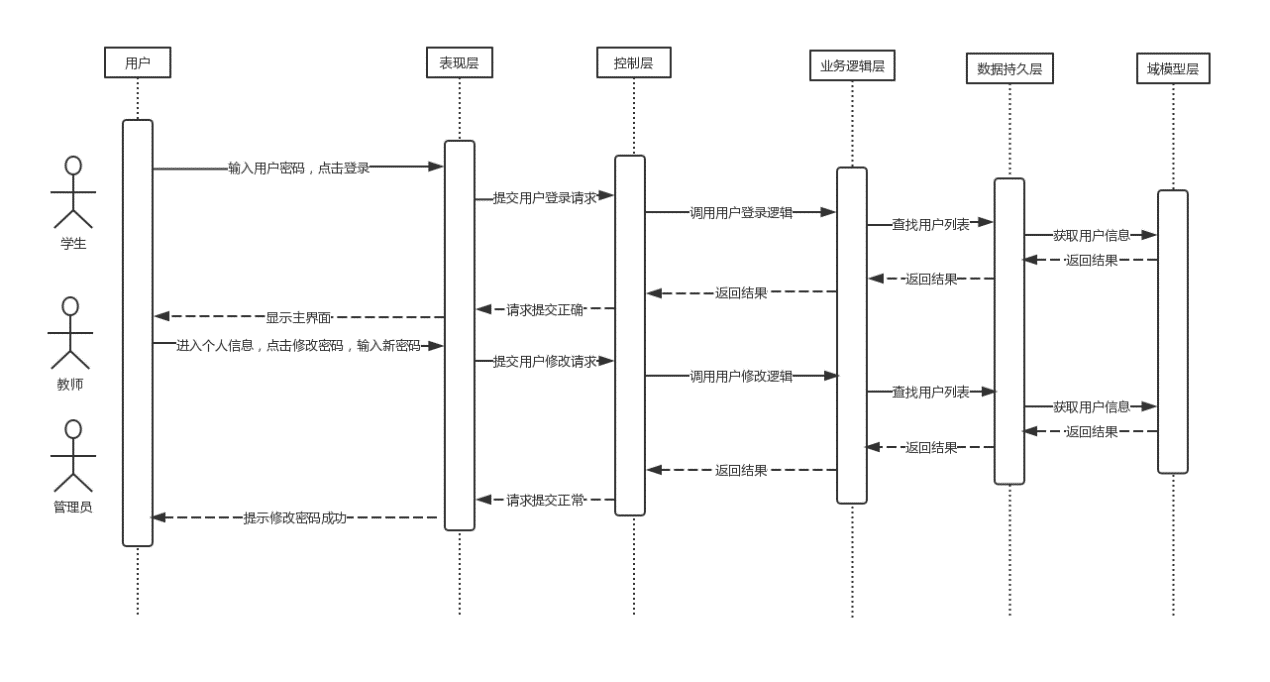 用户
表现层
控制层
业务逻辑层
数据持久层
域模型层
输入用户密码，点击登录
提交用户登录请求
调用用户登录逻辑
查找用户列表
获取用户信息
学生
返回结果
返回结果
返回结果
请求提交正确
显示主界面
进入个人信息，点击修改密码，输入新密码
提交用户修改请求
调用用户修改逻辑
教师
查找用户列表
获取用户信息
返回结果
返回结果
返回结果
请求提交正常
管理员
提示修改密码成功